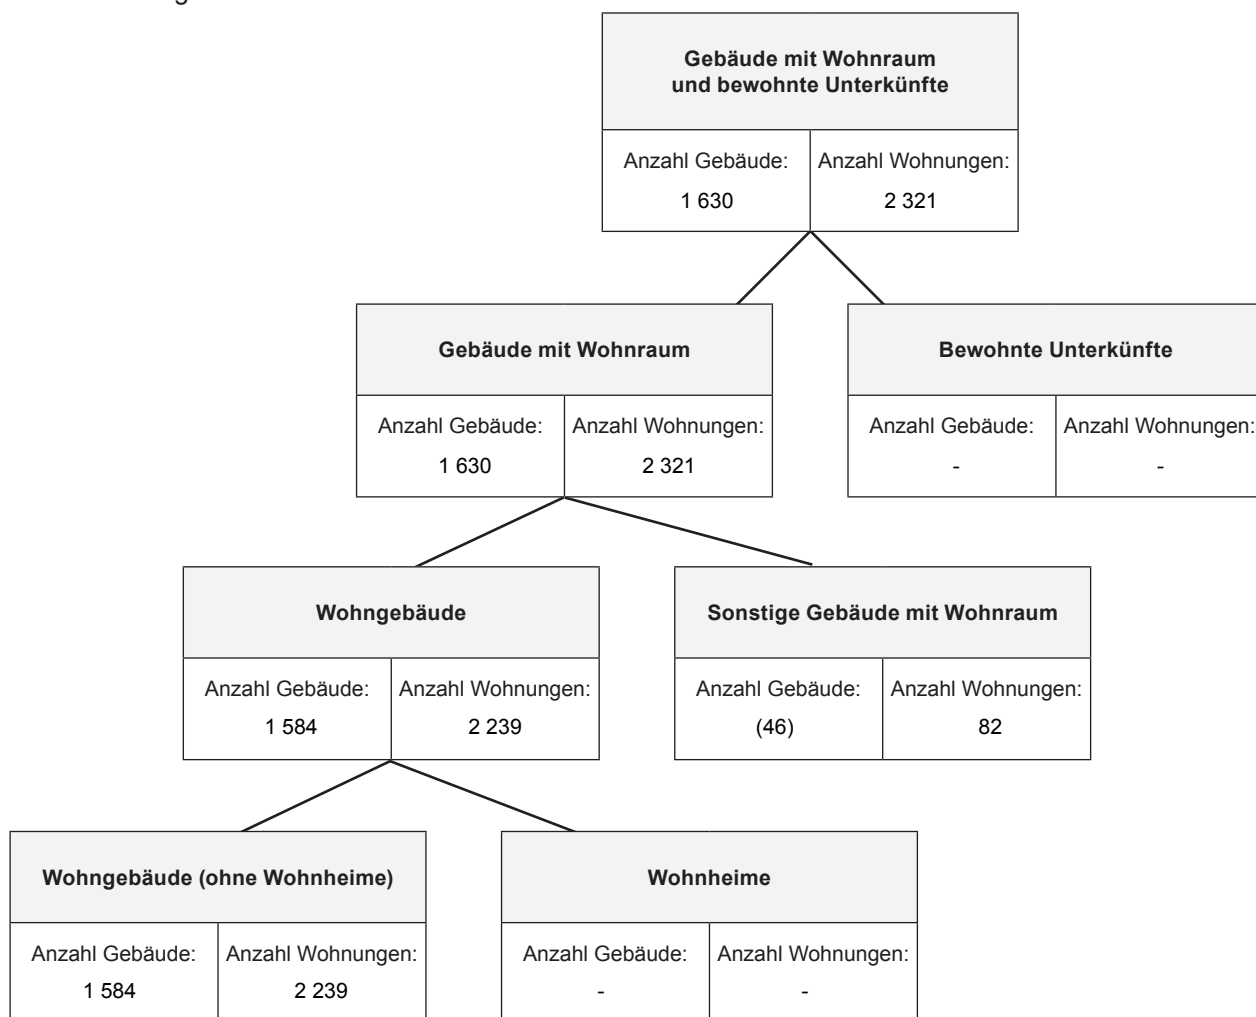 Gebäude mit Wohnraum
und bewohnte Unterkünfte
Anzahl Gebäude: Anzahl Wohnungen:
1 630 2 321
Gebäude mit Wohnraum
Anzahl Gebäude: Anzahl Wohnungen:
1 630 2 321
Bewohnte Unterkünfte
Anzahl Gebäude: Anzahl Wohnungen:
- -
Wohngebäude
Anzahl Gebäude: Anzahl Wohnungen:
1 584 2 239
Sonstige Gebäude mit Wohnraum
Anzahl Gebäude: Anzahl Wohnungen:
(46) 82
Wohngebäude (ohne Wohnheime)
Anzahl Gebäude: Anzahl Wohnungen:
1 584 2 239
Wohnheime
Anzahl Gebäude: Anzahl Wohnungen:
- -